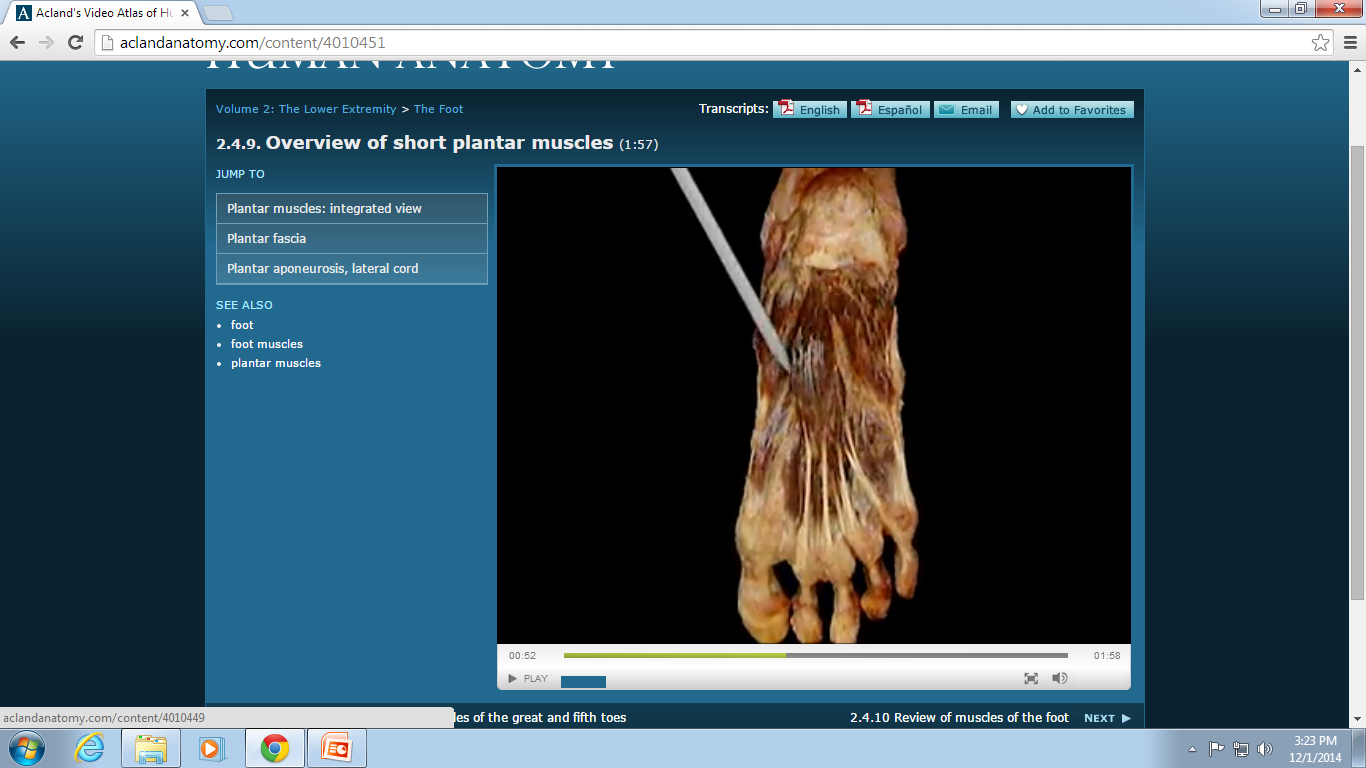 Acland's Video Atlas of Hu
aclandanatomy.com/content/4010451
HUMAN ANATOMY
Volume 2: The Lower Extremity > The Foot
Transcripts: English Español Email Add to Favorites
2.4.9. Overview of short plantar muscles (1:57)
JUMP TO
Plantar muscles: integrated view
Plantar fascia
Plantar aponeurosis, lateral cord
SEE ALSO
• foot
• foot muscles
• plantar muscles
00:52 01:58
PLAY
aclandanatomy.com/content/4010449
les of the great and fifth toes 2.4.10 Review of muscles of the foot NEXT
3:23 PM
12/1/2014